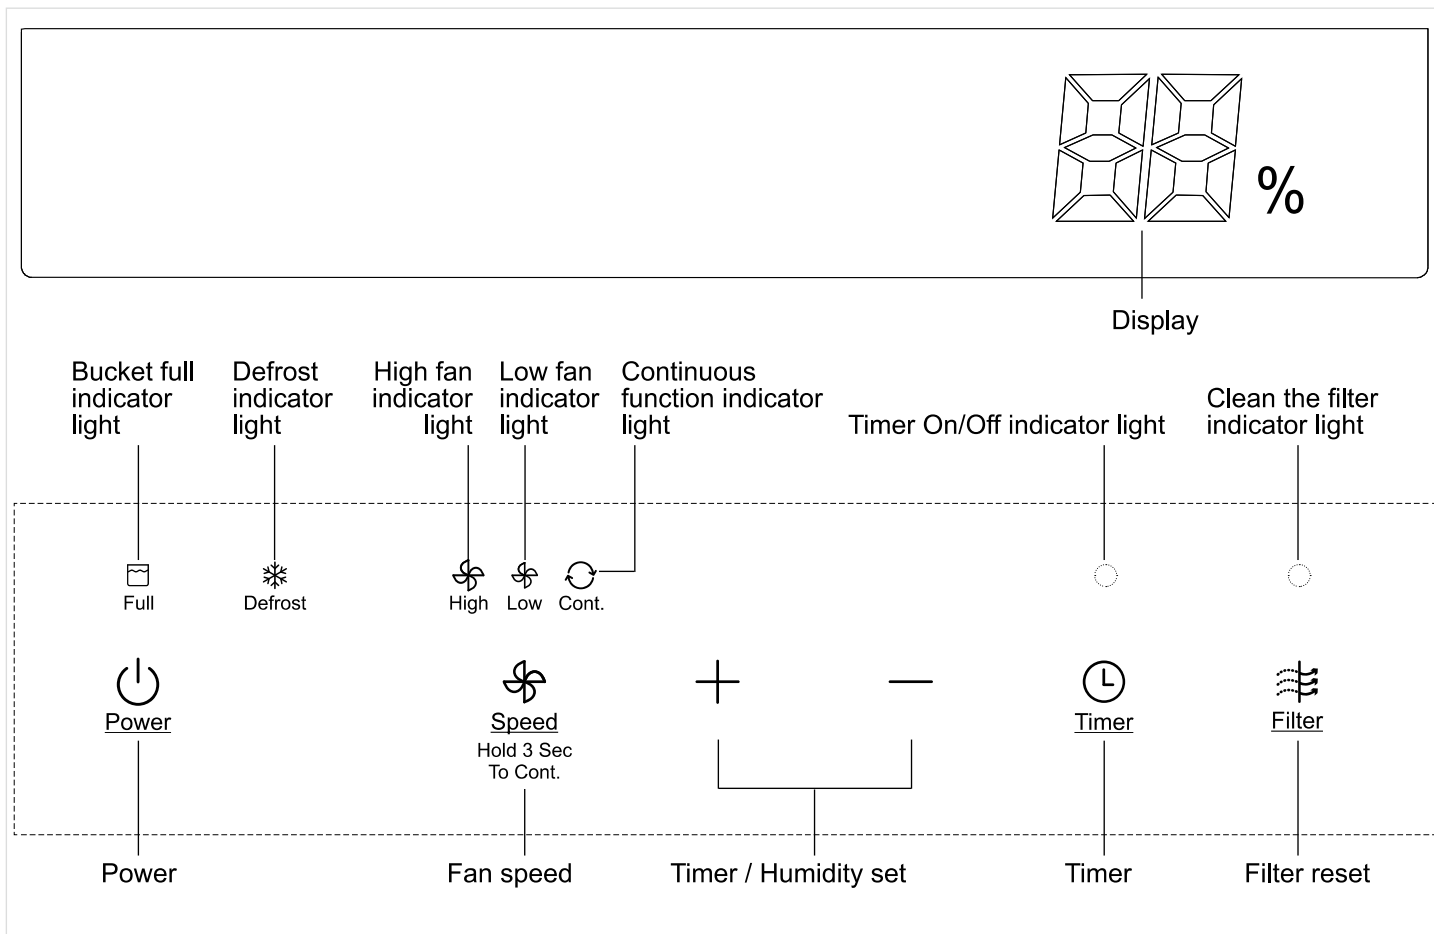 88%
Display
Bucket full
indicator
light
Defrost
indicator
light
High fan
indicator
light
Low fan
indicator
light
Continuous
function indicator
light
Timer On/Off indicator light
Clean the filter
indicator light
Full
Defrost
High
Low
Cont.
Power
Speed
Hold 3 Sec
To Cont.
Timer
Filter
Power
Fan speed
Timer / Humidity set
Timer
Filter reset